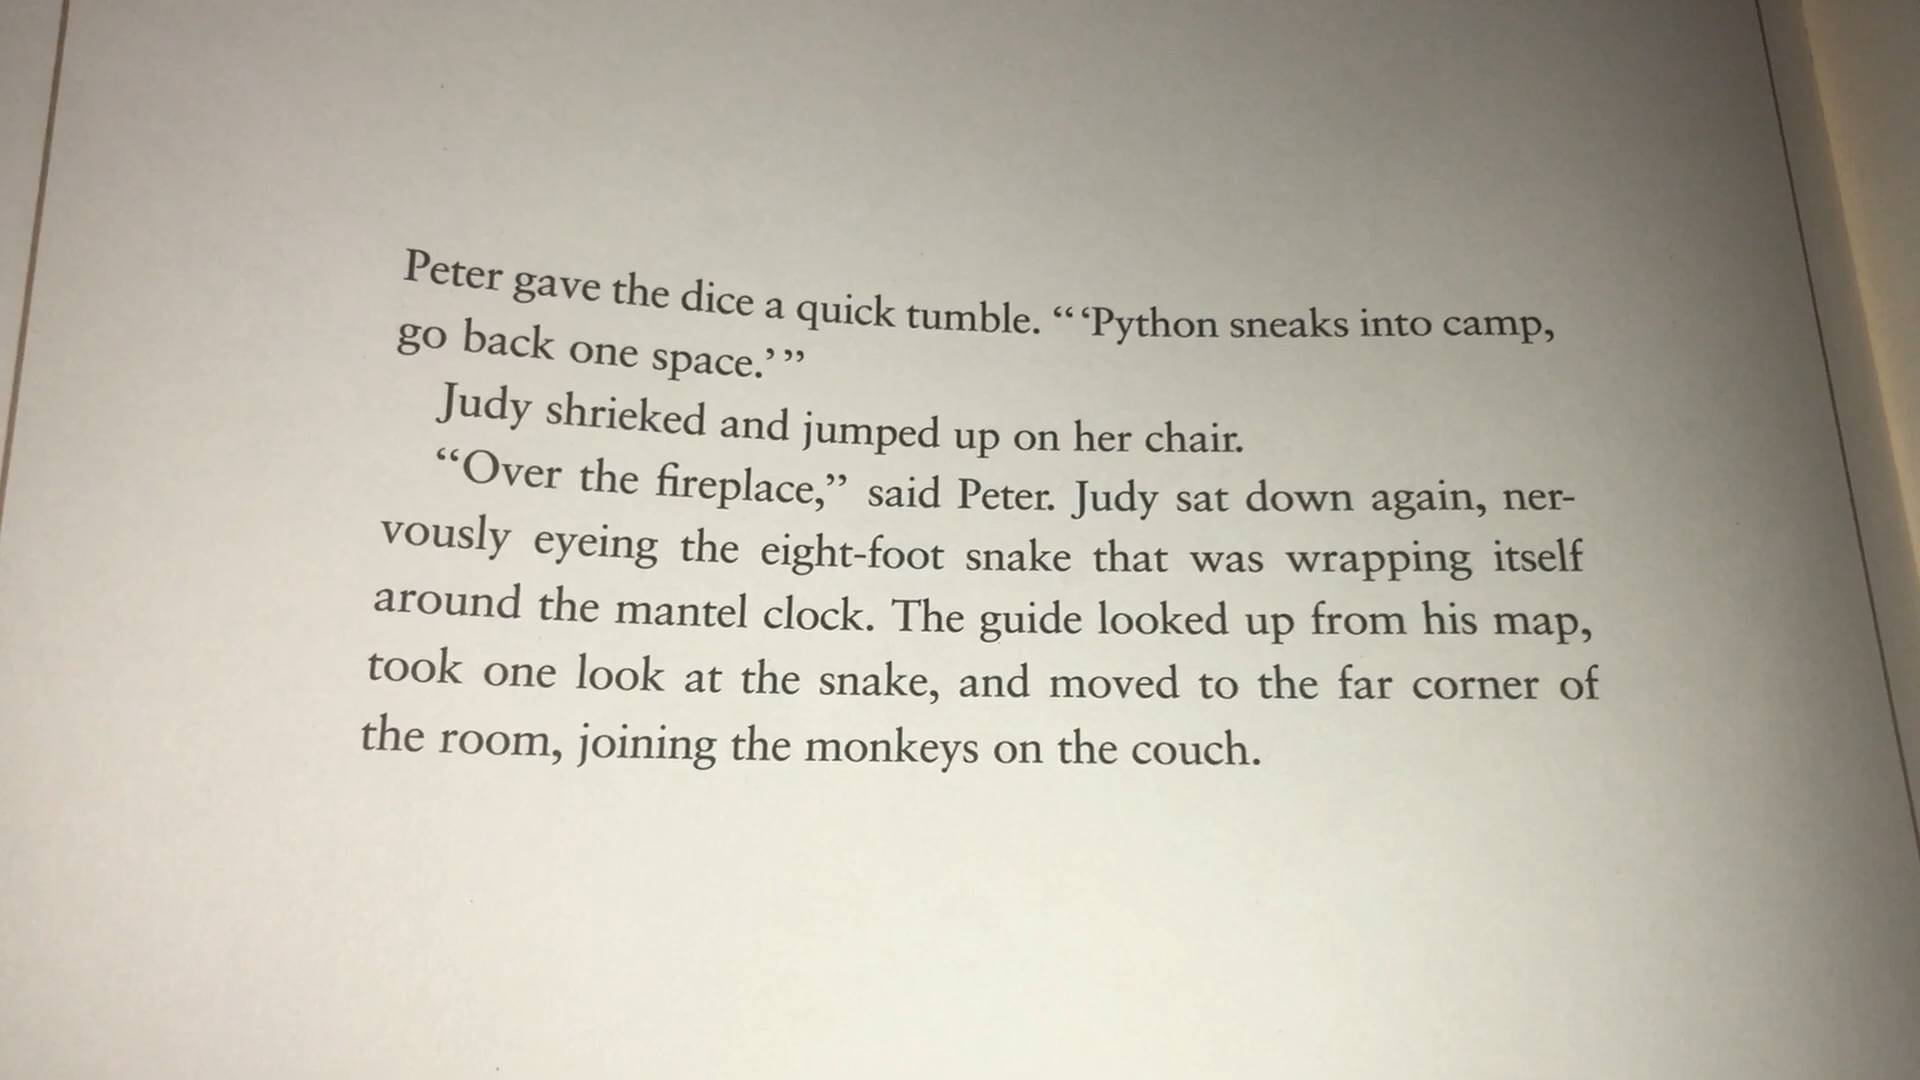 Peter gave the dice a quick tumble. “‘Python sneaks into camp,
go back one space.’”
Judy shrieked and jumped up on her chair.
“Over the fireplace,” said Peter. Judy sat down again, ner-
vously eyeing the eight-foot snake that was wrapping itself
around the mantel clock. The guide looked up from his map,
took one look at the snake, and moved to the far corner of
the room, joining the monkeys on the couch.